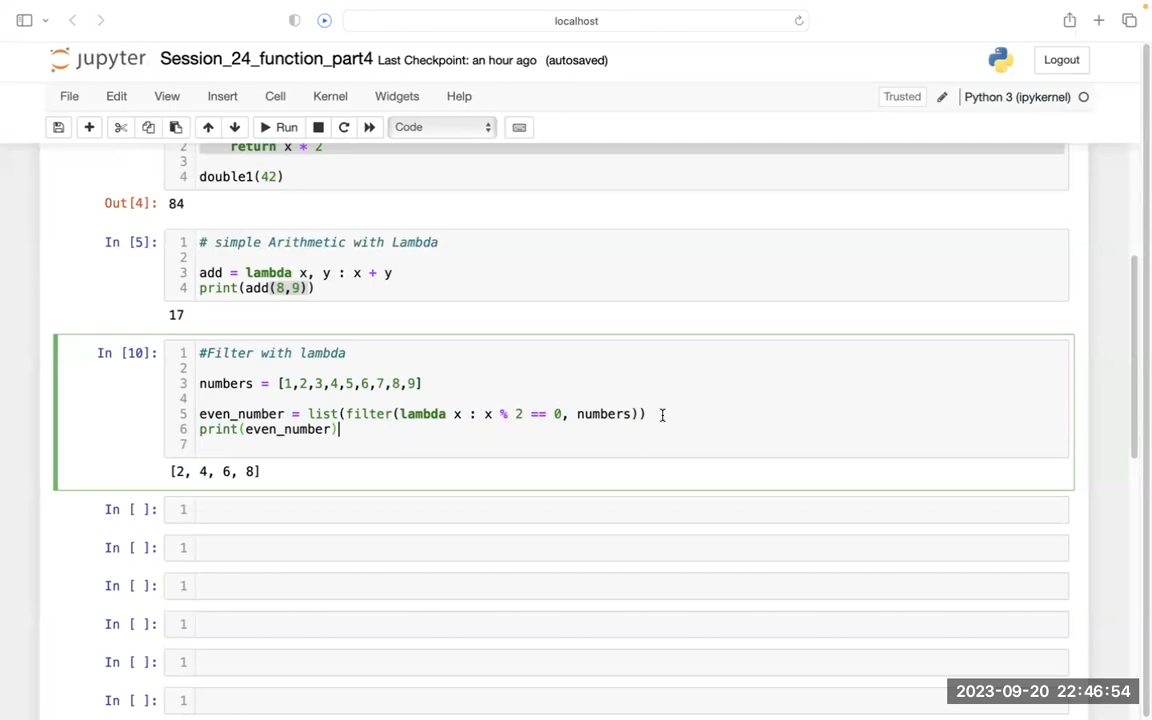 localhost
jupyter Session_24_function_part4 Last Checkpoint: an hour ago (autosaved)
Logout
File Edit View Insert Cell Kernel Widgets Help
Trusted Python 3 (ipykernel)
Run Code
2 return x * 2
3
4 double1(42)
Out[4]: 84
In [5]: 1 # simple Arithmetic with Lambda
2
3 add = lambda x, y : x + y
4 print(add(8,9))
17
In [10]: 1 #Filter with lambda
2
3 numbers = [1,2,3,4,5,6,7,8,9]
4
5 even_number = list(filter(lambda x : x % 2 == 0, numbers))
6 print(even_number)
7
[2, 4, 6, 8]
In [ ]: 1
In [ ]: 1
In [ ]: 1
In [ ]: 1
In [ ]: 1
In [ ]: 1
2023-09-20 22:46:54